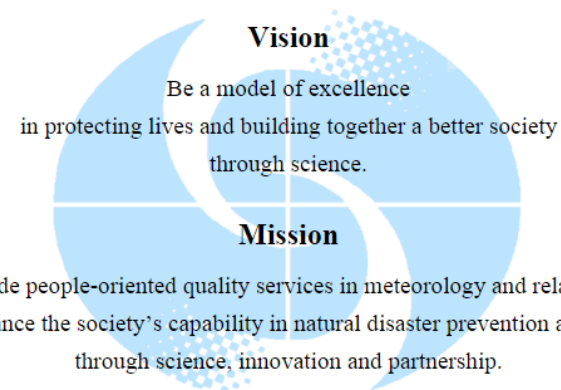 Vision
Be a model of excellence
in protecting lives and building together a better society
through science.
Mission
people-oriented quality services in meteorology and
the society’s capability in natural disaster prevention
through science, innovation and partnership.